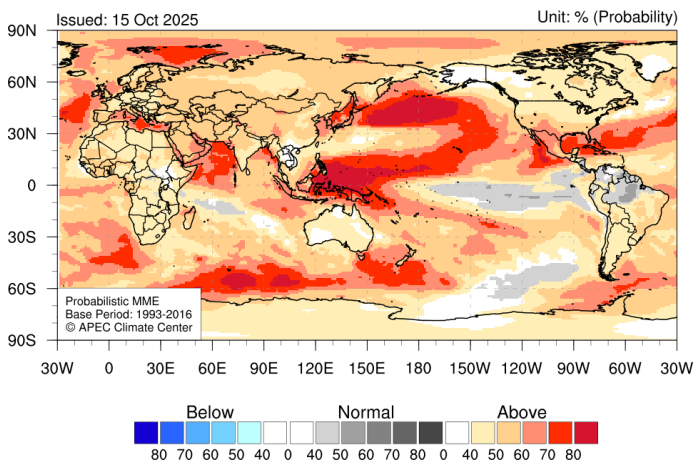 Issued: 15 Oct 2025 Unit: % (Probability)
90N
60N
30N
0
30S
60S
90S
Probabilistic MME
Base Period: 1993-2016
© APEC Climate Center
30W 0 30E 60E 90E 120E 150E 180 150W 120W 90W 60W 30W
Below Normal Above
80 70 60 50 40 0 40 50 60 70 80 0 40 50 60 70 80